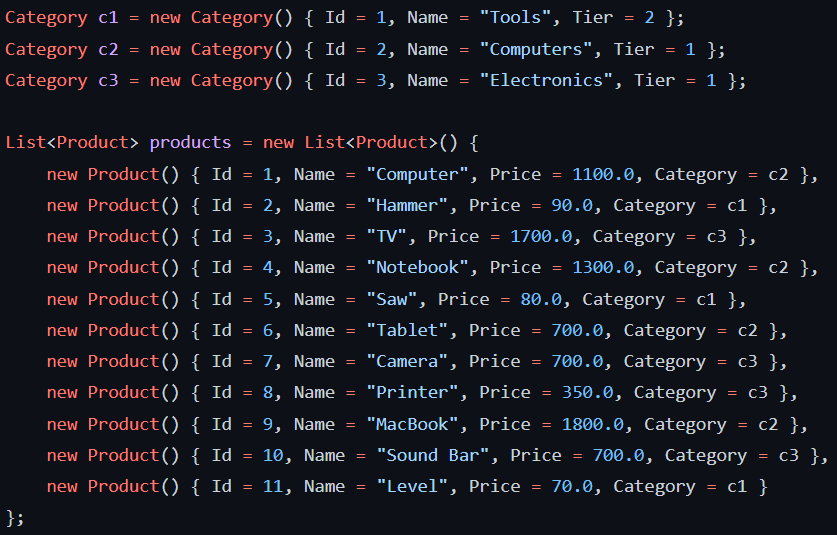 Category c1 = new Category() { Id = 1, Name = "Tools", Tier = 2 };
Category c2 = new Category() { Id = 2, Name = "Computers", Tier = 1 };
Category c3 = new Category() { Id = 3, Name = "Electronics", Tier = 1 };

List<Product> products = new List<Product>() {
    new Product() { Id = 1, Name = "Computer", Price = 1100.0, Category = c2 },
    new Product() { Id = 2, Name = "Hammer", Price = 90.0, Category = c1 },
    new Product() { Id = 3, Name = "TV", Price = 1700.0, Category = c3 },
    new Product() { Id = 4, Name = "Notebook", Price = 1300.0, Category = c2 },
    new Product() { Id = 5, Name = "Saw", Price = 80.0, Category = c1 },
    new Product() { Id = 6, Name = "Tablet", Price = 700.0, Category = c2 },
    new Product() { Id = 7, Name = "Camera", Price = 700.0, Category = c3 },
    new Product() { Id = 8, Name = "Printer", Price = 350.0, Category = c3 },
    new Product() { Id = 9, Name = "MacBook", Price = 1800.0, Category = c2 },
    new Product() { Id = 10, Name = "Sound Bar", Price = 700.0, Category = c3 },
    new Product() { Id = 11, Name = "Level", Price = 70.0, Category = c1 }
};